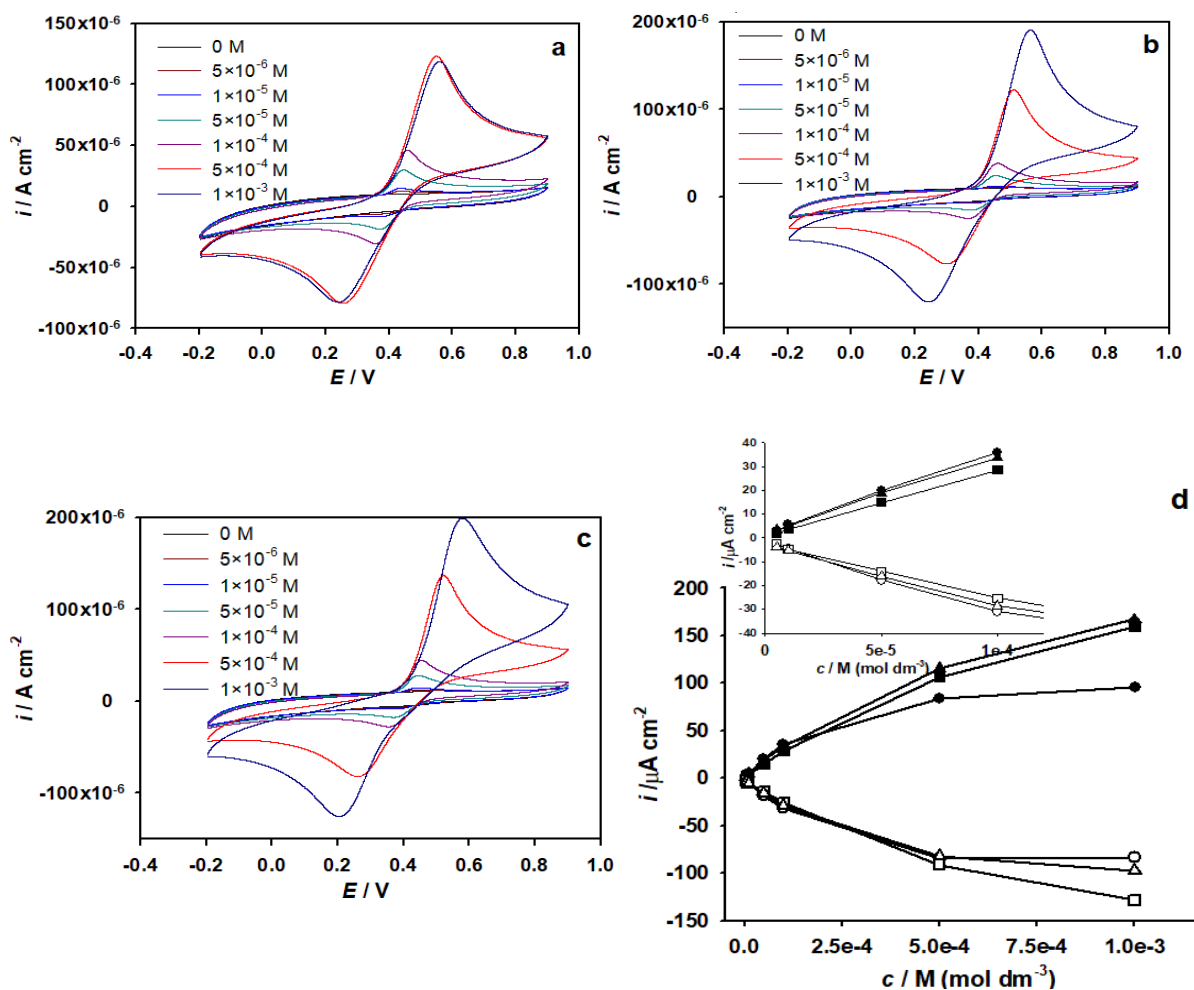 a
150x10⁻⁶
100x10⁻⁶
50x10⁻⁶
0
-50x10⁻⁶
-100x10⁻⁶
i / A cm⁻²
0 M
5×10⁻⁶ M
1×10⁻⁵ M
5×10⁻⁵ M
1×10⁻⁴ M
5×10⁻⁴ M
1×10⁻³ M
-0.4 -0.2 0.0 0.2 0.4 0.6 0.8 1.0
E / V
b
200x10⁻⁶
100x10⁻⁶
0
-100x10⁻⁶
i / A cm⁻²
0 M
5×10⁻⁶ M
1×10⁻⁵ M
5×10⁻⁵ M
1×10⁻⁴ M
5×10⁻⁴ M
1×10⁻³ M
-0.4 -0.2 0.0 0.2 0.4 0.6 0.8 1.0
E / V
c
200x10⁻⁶
100x10⁻⁶
0
-100x10⁻⁶
i / A cm⁻²
0 M
5×10⁻⁶ M
1×10⁻⁵ M
5×10⁻⁵ M
1×10⁻⁴ M
5×10⁻⁴ M
1×10⁻³ M
-0.4 -0.2 0.0 0.2 0.4 0.6 0.8 1.0
E / V
d
40
30
20
10
0
-10
-20
-30
-40
i /µA cm⁻²
0 5e-5 1e-4
c / M (mol dm⁻³)
200
150
100
50
0
-50
-100
-150
i /µA cm⁻²
0.0 2.5e-4 5.0e-4 7.5e-4 1.0e-3
c / M (mol dm⁻³)